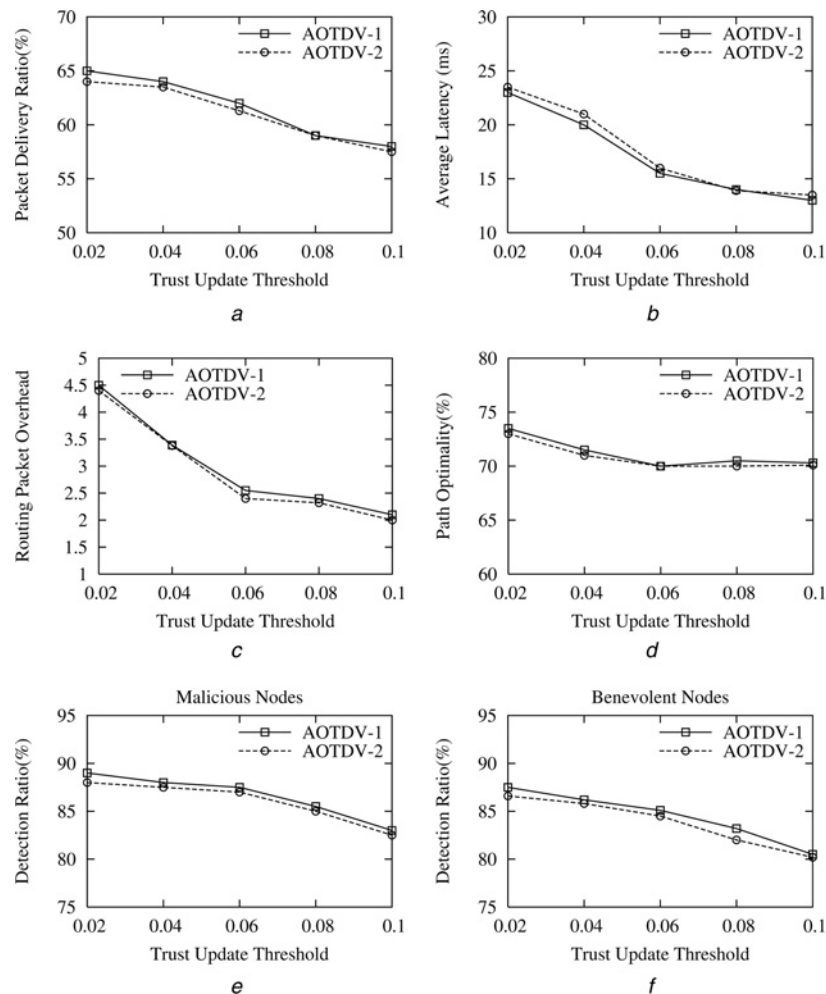 Packet Delivery Ratio(%)
70
65
60
55
50
AOTDV-1
AOTDV-2
0.02 0.04 0.06 0.08 0.1
Trust Update Threshold
a
Average Latency (ms)
30
25
20
15
10
AOTDV-1
AOTDV-2
0.02 0.04 0.06 0.08 0.1
Trust Update Threshold
b
Routing Packet Overhead
5
4.5
4
3.5
3
2.5
2
1.5
1
AOTDV-1
AOTDV-2
0.02 0.04 0.06 0.08 0.1
Trust Update Threshold
c
Path Optimality(%)
80
75
70
65
60
AOTDV-1
AOTDV-2
0.02 0.04 0.06 0.08 0.1
Trust Update Threshold
d
Malicious Nodes
Detection Ratio(%)
95
90
85
80
75
AOTDV-1
AOTDV-2
0.02 0.04 0.06 0.08 0.1
Trust Update Threshold
e
Benevolent Nodes
Detection Ratio(%)
95
90
85
80
75
AOTDV-1
AOTDV-2
0.02 0.04 0.06 0.08 0.1
Trust Update Threshold
f